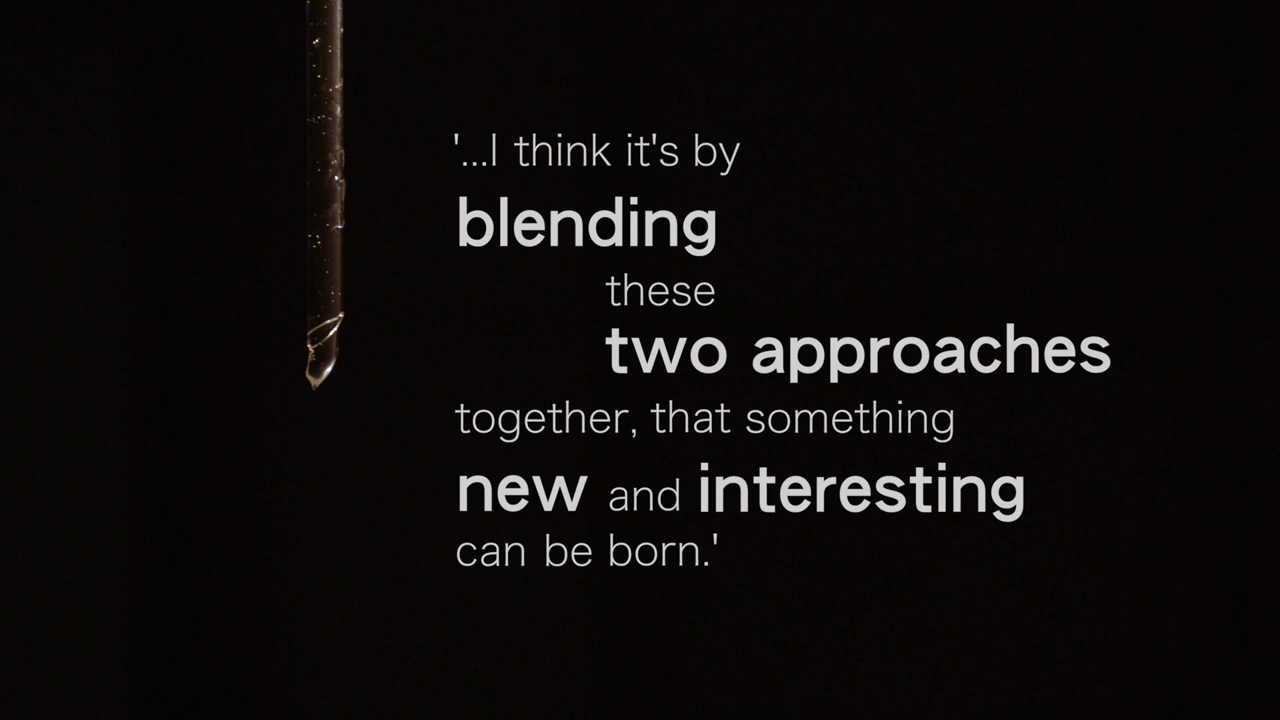 '...I think it's by
blending
these
two approaches
together, that something
new and interesting
can be born.'